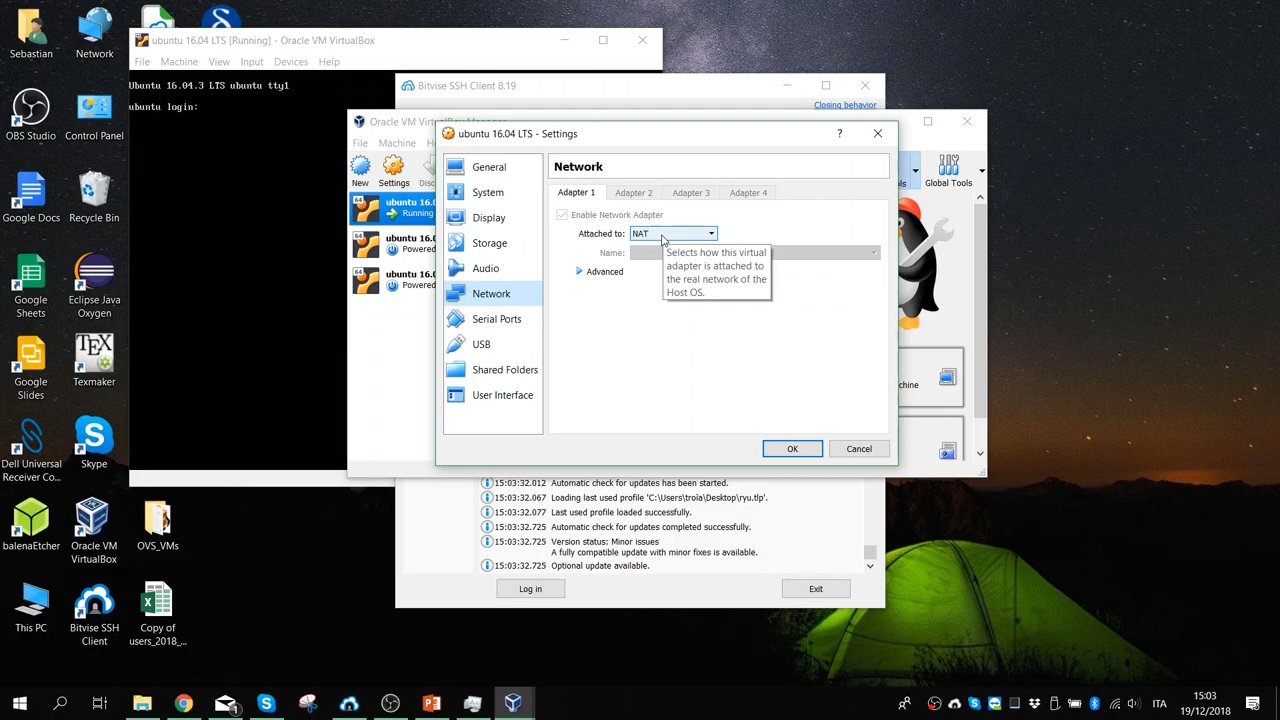 Sebastian
Network
OBS Studio
Control Panel
Google Docs
Recycle Bin
Google
Sheets
Eclipse Java
Oxygen
Google
Slides
Texmaker
TEX
Dell Universal
Receiver Co...
Skype
balenaEtcher
Oracle VM
VirtualBox
OVS_VMs
This PC
Bitvise SSH
Client
Copy of
users_2018_...
ubuntu 16.04 LTS [Running] - Oracle VM VirtualBox
File Machine View Input Devices Help
Ubuntu 16.04.3 LTS ubuntu tty1
ubuntu login:
Bitvise SSH Client 8.19
Closing behavior
Oracle VM VirtualBox Manager
File Machine
New Settings
Global Tools
ubuntu 16.0
Running
ubuntu 16.0
Powered
ubuntu 16.0
Powered
64
64
64
chine
ubuntu 16.04 LTS - Settings
General
System
Display
Storage
Audio
Network
Serial Ports
USB
Shared Folders
User Interface
Network
Adapter 1 Adapter 2 Adapter 3 Adapter 4
Enable Network Adapter
Attached to: NAT
Name:
Advanced
Selects how this virtual
adapter is attached to
the real network of the
Host OS.
OK Cancel
15:03:32.012 Automatic check for updates has been started.
15:03:32.067 Loading last used profile 'C:\Users\troia\Desktop\ryu.tlp'.
15:03:32.077 Last used profile loaded successfully.
15:03:32.725 Automatic check for updates completed successfully.
15:03:32.725 Version status: Minor issues
A fully compatible update with minor fixes is available.
15:03:32.725 Optional update available.
Log in Exit
ITA
15:03
19/12/2018